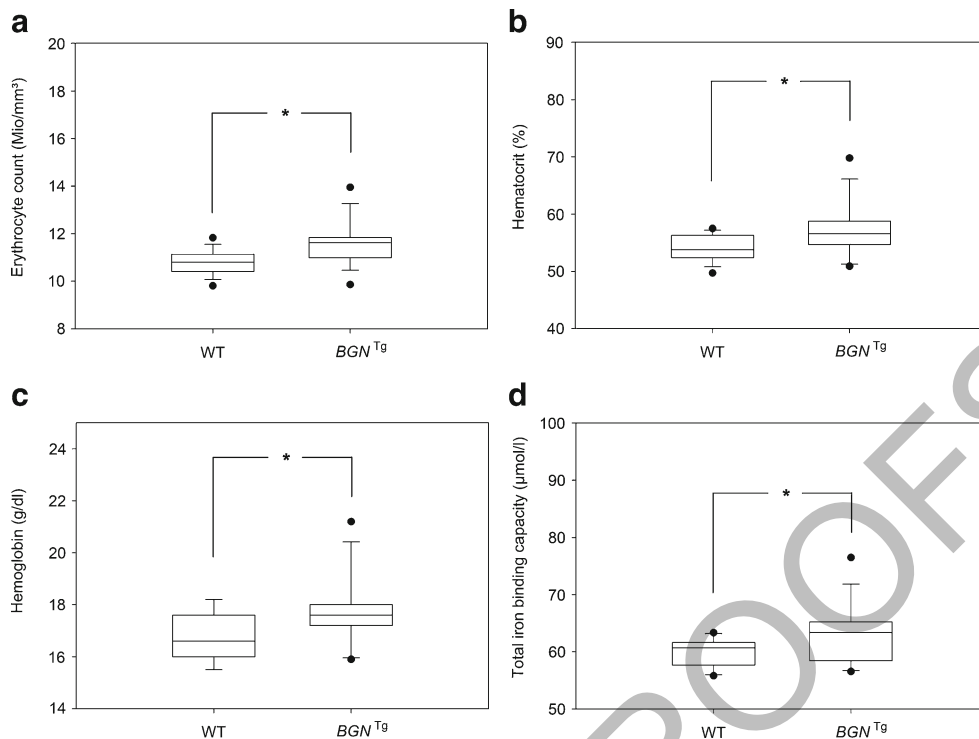 a
Erythrocyte count (Mio/mm³)
20
18
16
14
12
10
8
*
WT
BGN Tg
b
Hematocrit (%)
90
80
70
60
50
40
*
WT
BGN Tg
c
Hemoglobin (g/dl)
24
22
20
18
16
14
*
WT
BGN Tg
d
Total iron binding capacity (µmol/l)
100
90
80
70
60
50
*
WT
BGN Tg